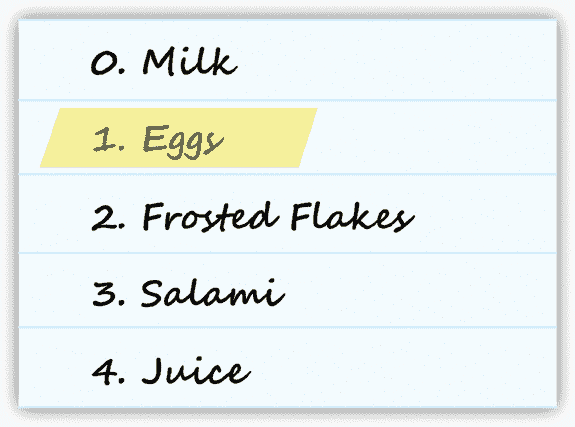 0. Milk
1. Eggs
2. Frosted Flakes
3. Salami
4. Juice